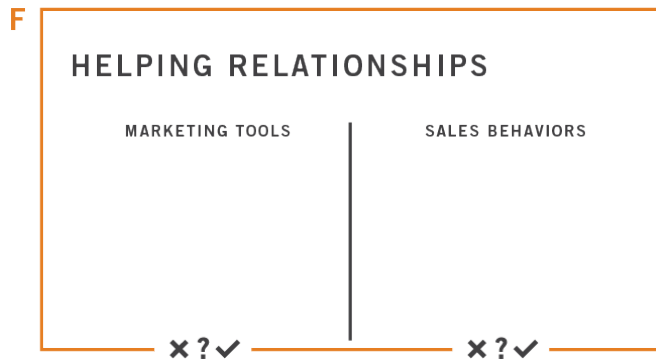 F
HELPING RELATIONSHIPS
MARKETING TOOLS
SALES BEHAVIORS
✖ ? ✔
✖ ? ✔